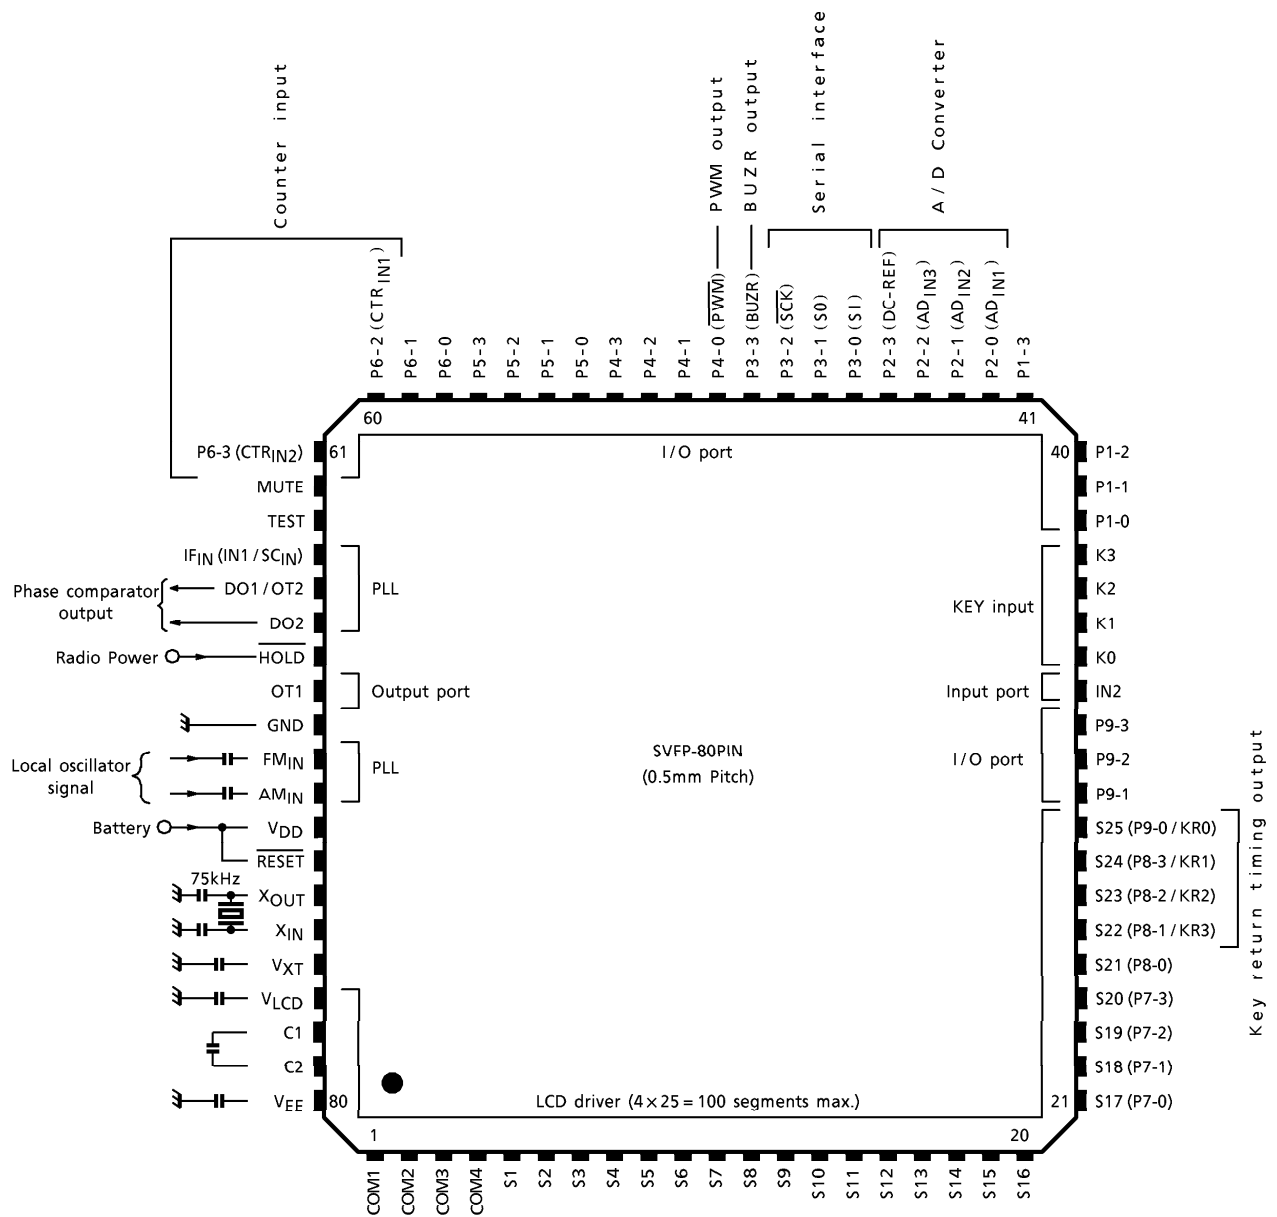 Counter input
PWM output
BUZR output
Serial interface
A/D Converter
P6-2 (CTRIN1)
P6-1
P6-0
P5-3
P5-2
P5-1
P5-0
P4-3
P4-2
P4-1
P4-0 (PWM)
P3-3 (BUZR)
P3-2 (SCK)
P3-1 (S0)
P3-0 (SI)
P2-3 (DC-REF)
P2-2 (ADIN3)
P2-1 (ADIN2)
P2-0 (ADIN1)
P1-3
60
41
P6-3 (CTRIN2)
61
I/O port
40
P1-2
MUTE
P1-1
TEST
P1-0
IFIN (IN1/SCIN)
K3
Phase comparator
output
DO1/OT2
PLL
K2
DO2
KEY input
K1
Radio Power
HOLD
K0
OT1
Output port
Input port
IN2
GND
P9-3
Local oscillator
signal
FMIN
PLL
SVFP-80PIN
(0.5mm Pitch)
I/O port
P9-2
AMIN
P9-1
Battery
VDD
S25 (P9-0/KR0)
RESET
S24 (P8-3/KR1)
75kHz
XOUT
S23 (P8-2/KR2)
XIN
S22 (P8-1/KR3)
Key return timing output
VXT
S21 (P8-0)
VLCD
S20 (P7-3)
C1
S19 (P7-2)
C2
S18 (P7-1)
VEE
80
LCD driver (4×25=100 segments max.)
21
S17 (P7-0)
1
20
COM1
COM2
COM3
COM4
S1
S2
S3
S4
S5
S6
S7
S8
S9
S10
S11
S12
S13
S14
S15
S16